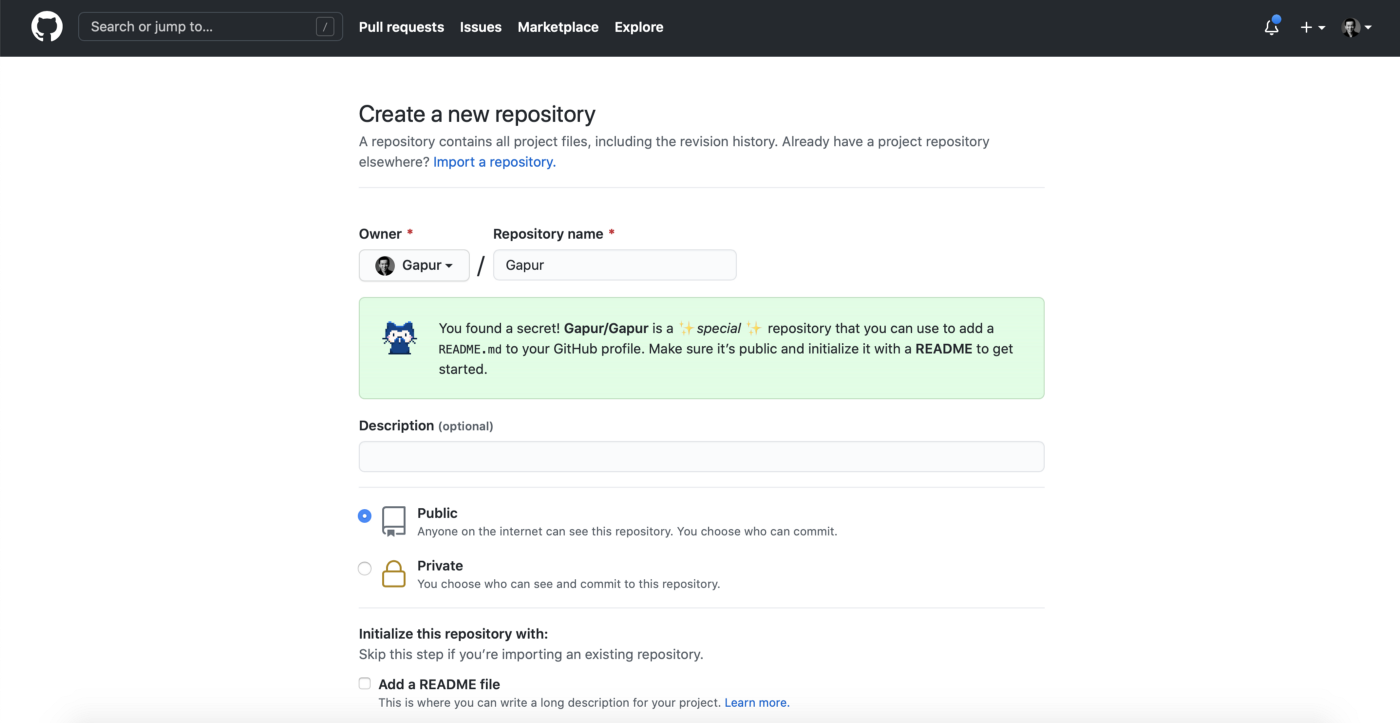 Search or jump to... /
Pull requests Issues Marketplace Explore
Create a new repository
A repository contains all project files, including the revision history. Already have a project repository
elsewhere? Import a repository.
Owner * Repository name *
Gapur / Gapur
You found a secret! Gapur/Gapur is a ✨ special ✨ repository that you can use to add a
README.md to your GitHub profile. Make sure it’s public and initialize it with a README to get
started.
Description (optional)
Public
Anyone on the internet can see this repository. You choose who can commit.
Private
You choose who can see and commit to this repository.
Initialize this repository with:
Skip this step if you’re importing an existing repository.
Add a README file
This is where you can write a long description for your project. Learn more.